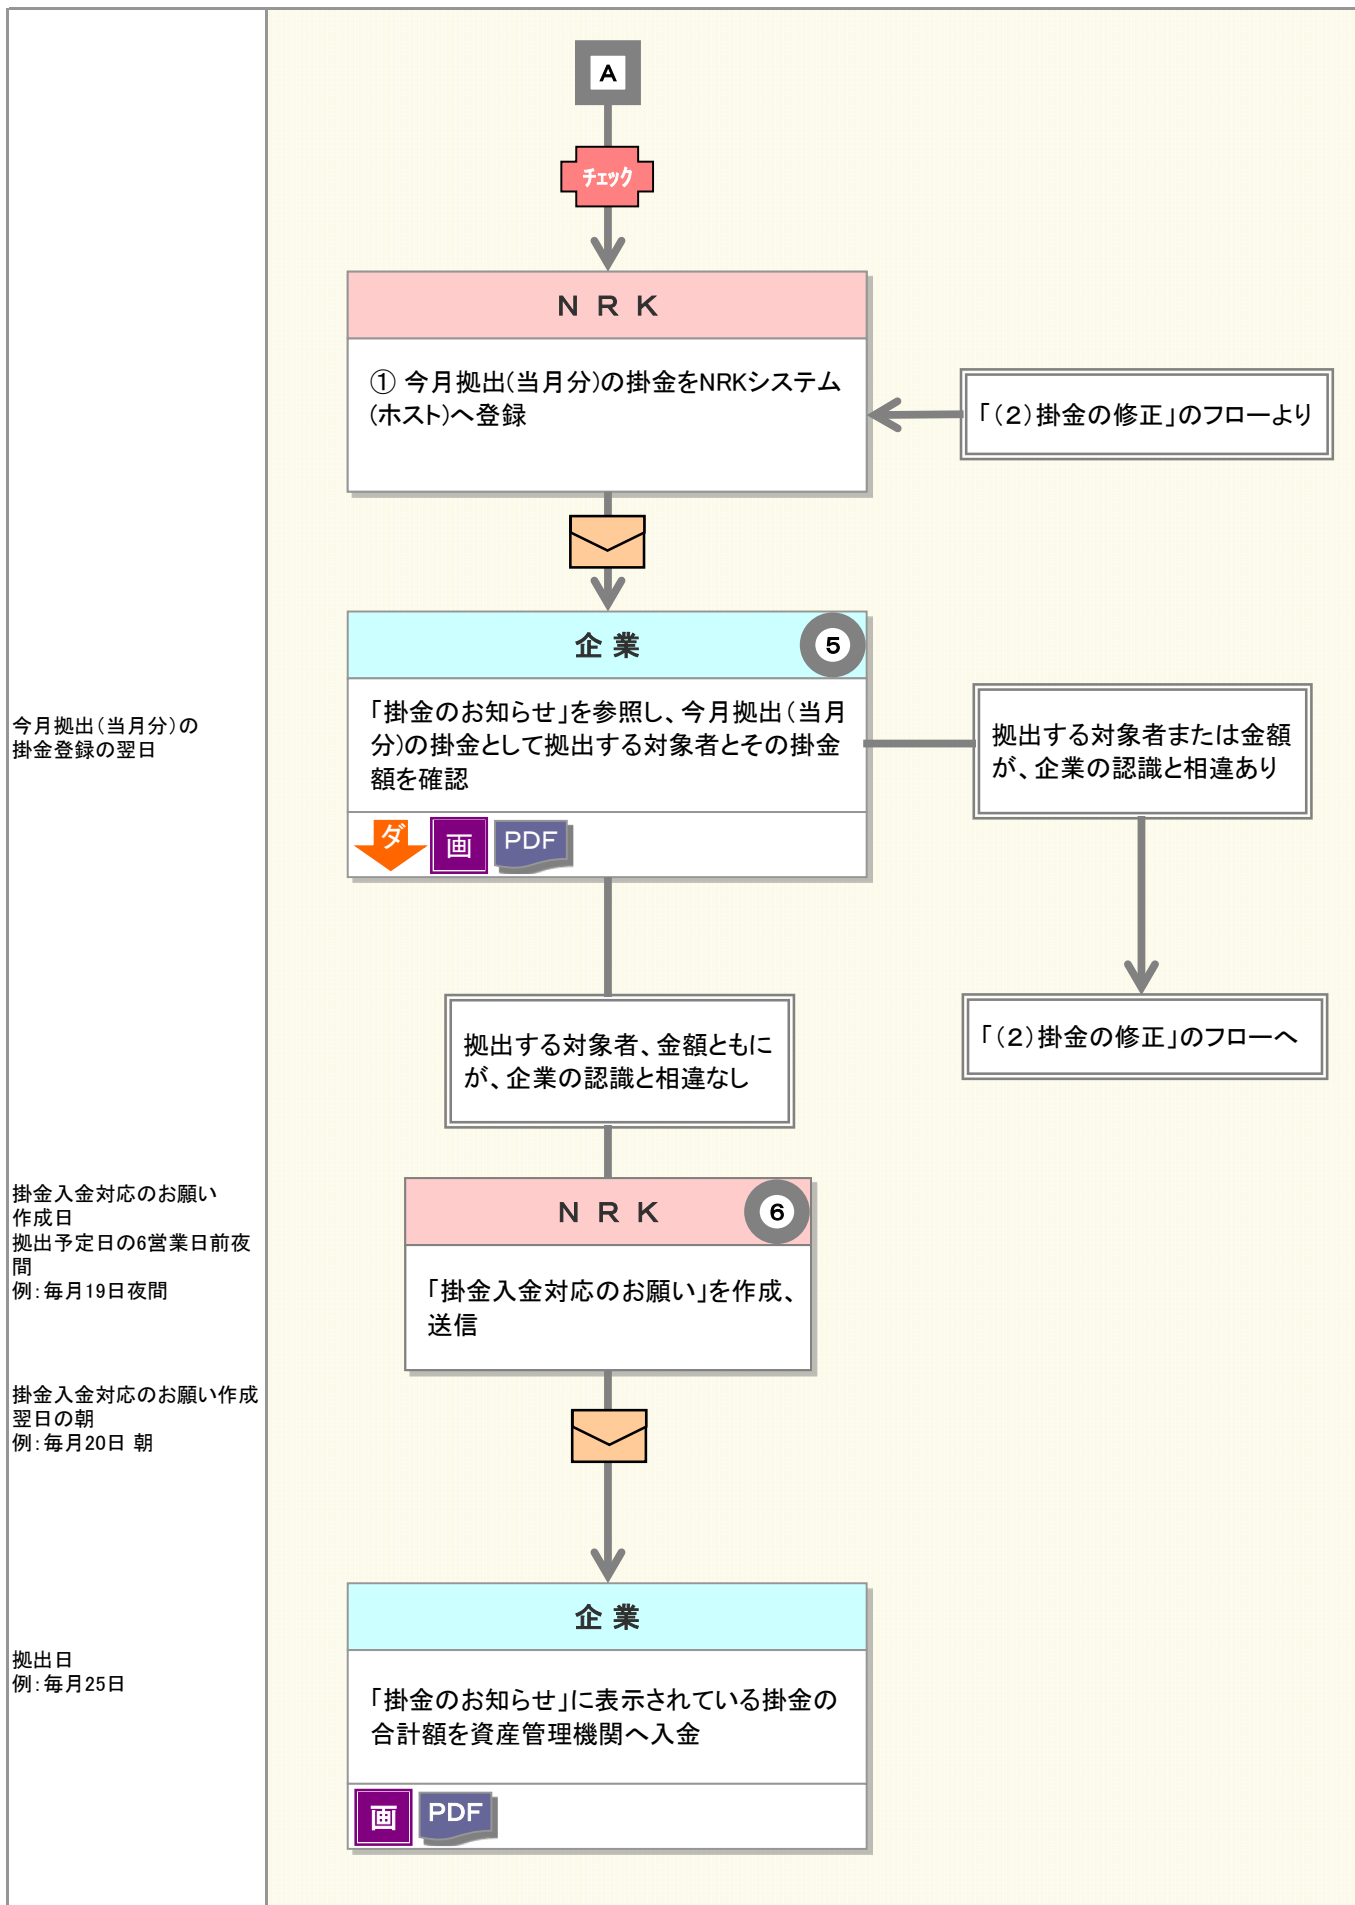 A
チェック
ＮＲＫ
① 今月拠出(当月分)の掛金をNRKシステム
(ホスト)へ登録
「（２）掛金の修正」のフローより
企 業
5
今月拠出（当月分）の
掛金登録の翌日
「掛金のお知らせ」を参照し、今月拠出（当月
分)の掛金として拠出する対象者とその掛金
額を確認
拠出する対象者または金額
が、企業の認識と相違あり
ダ
画
PDF
拠出する対象者、金額ともに
が、企業の認識と相違なし
「（２）掛金の修正」のフローへ
掛金入金対応のお願い
作成日
拠出予定日の6営業日前夜
間
例：毎月19日夜間
ＮＲＫ
6
「掛金入金対応のお願い」を作成、
送信
掛金入金対応のお願い作成
翌日の朝
例：毎月20日 朝
企 業
拠出日
例：毎月25日
「掛金のお知らせ」に表示されている掛金の
合計額を資産管理機関へ入金
画
PDF